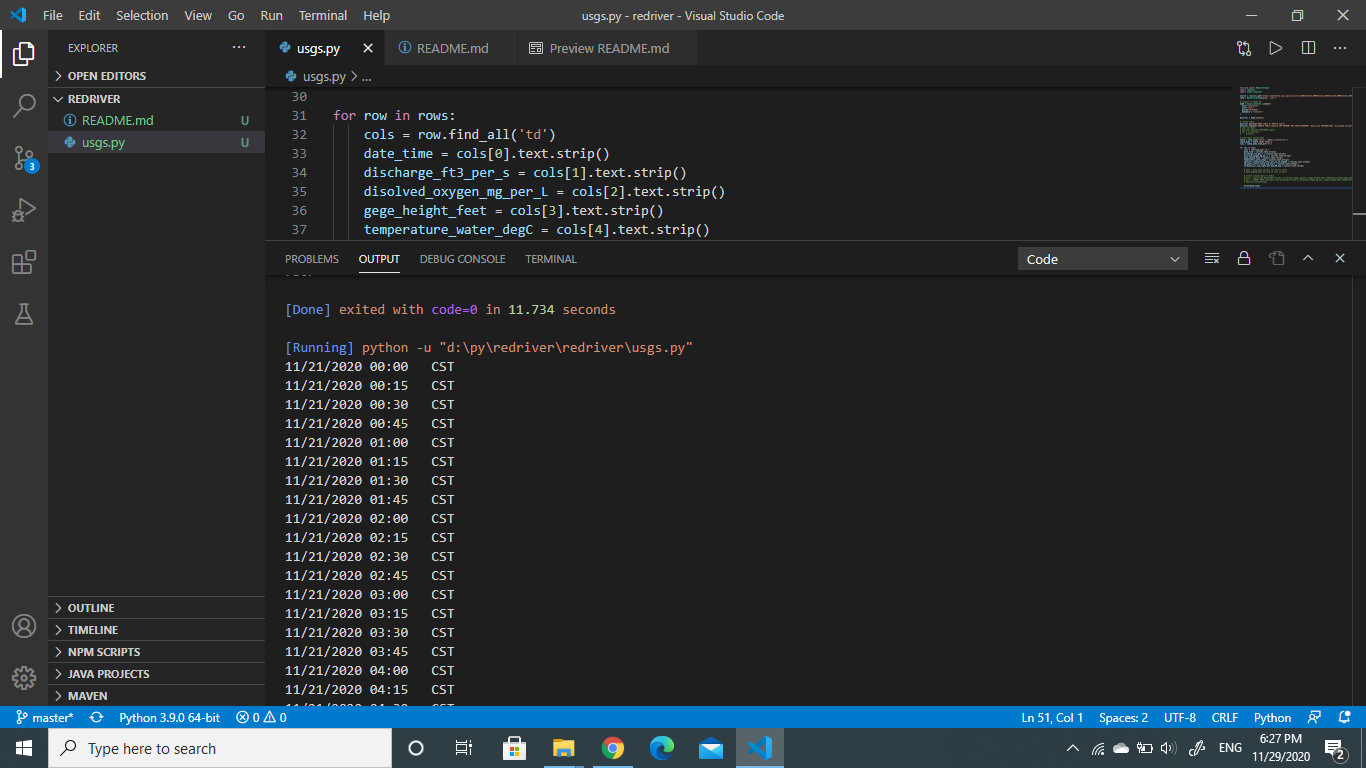 File Edit Selection View Go Run Terminal Help usgs.py - redriver - Visual Studio Code
EXPLORER
usgs.py README.md Preview README.md
OPEN EDITORS
REDRIVER
README.md U
usgs.py U
OUTLINE
TIMELINE
NPM SCRIPTS
JAVA PROJECTS
MAVEN
3
usgs.py > ...
30
31 for row in rows:
32 cols = row.find_all('td')
33 date_time = cols[0].text.strip()
34 discharge_ft3_per_s = cols[1].text.strip()
35 disolved_oxygen_mg_per_L = cols[2].text.strip()
36 gege_height_feet = cols[3].text.strip()
37 temperature_water_degC = cols[4].text.strip()
PROBLEMS OUTPUT DEBUG CONSOLE TERMINAL Code
[Done] exited with code=0 in 11.734 seconds
[Running] python -u "d:\py\redriver\redriver\usgs.py"
11/21/2020 00:00 CST
11/21/2020 00:15 CST
11/21/2020 00:30 CST
11/21/2020 00:45 CST
11/21/2020 01:00 CST
11/21/2020 01:15 CST
11/21/2020 01:30 CST
11/21/2020 01:45 CST
11/21/2020 02:00 CST
11/21/2020 02:15 CST
11/21/2020 02:30 CST
11/21/2020 02:45 CST
11/21/2020 03:00 CST
11/21/2020 03:15 CST
11/21/2020 03:30 CST
11/21/2020 03:45 CST
11/21/2020 04:00 CST
11/21/2020 04:15 CST
master* Python 3.9.0 64-bit 0 0 Ln 51, Col 1 Spaces: 2 UTF-8 CRLF Python
Type here to search ENG 6:27 PM
11/29/2020 2